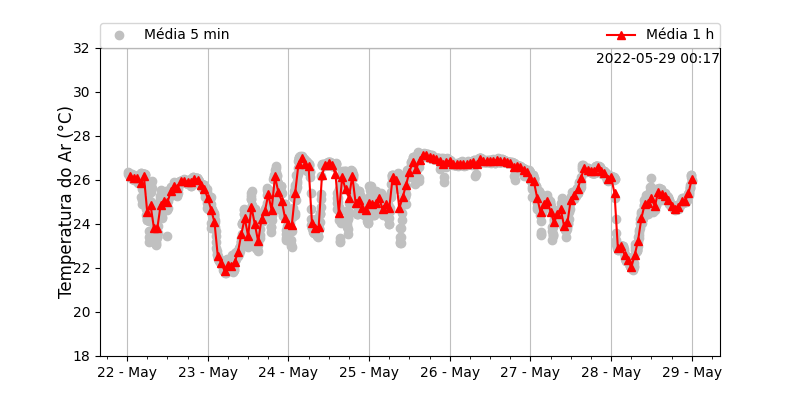 Média 5 min
Média 1 h
2022-05-29 00:17
Temperatura do Ar (°C)
32
30
28
26
24
22
20
18
22 - May
23 - May
24 - May
25 - May
26 - May
27 - May
28 - May
29 - May